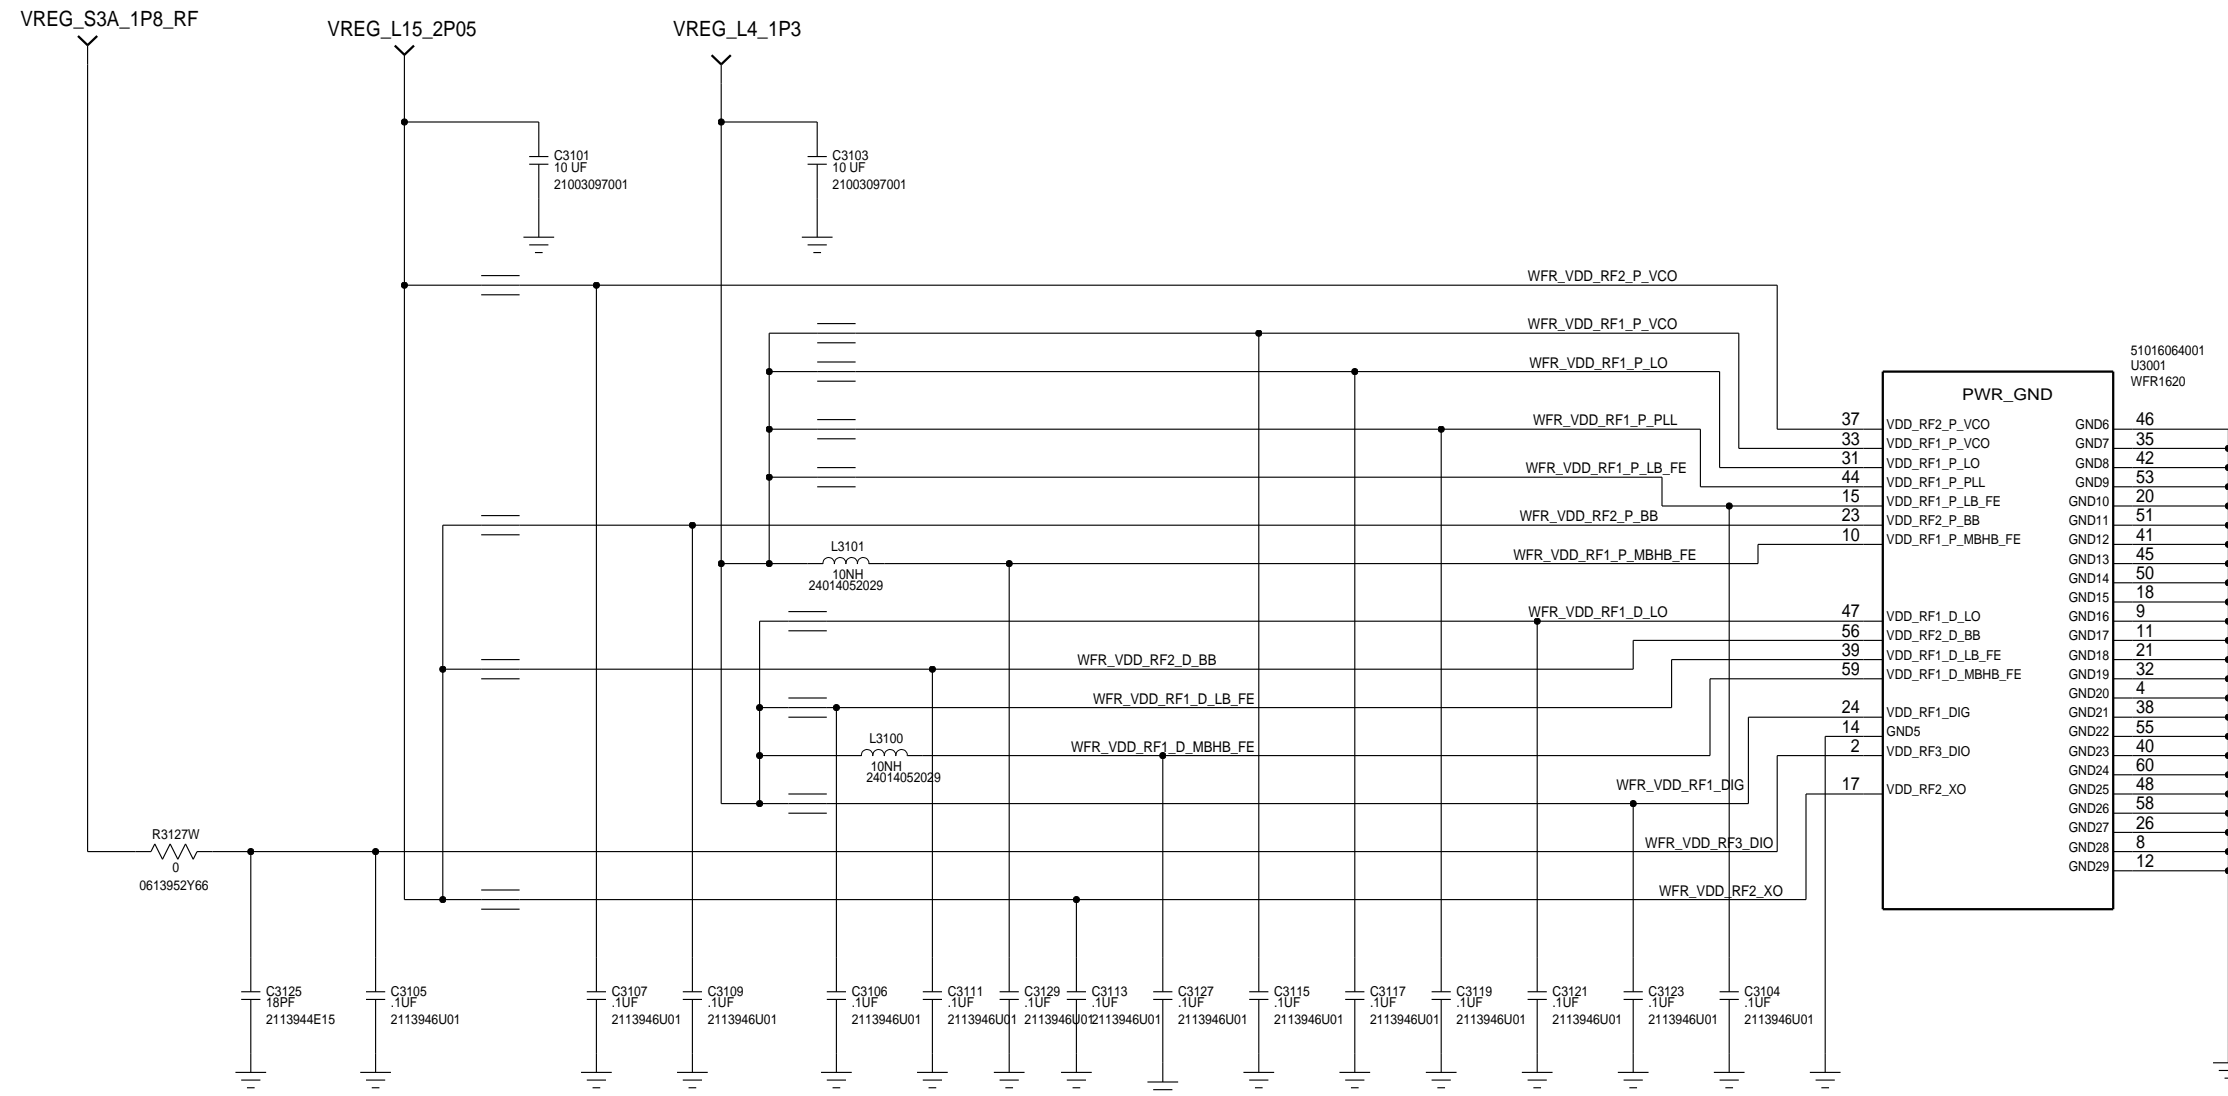 VREG_S3A_1P8_RF
VREG_L15_2P05
VREG_L4_1P3
C3101
10 UF
21003097001
C3103
10 UF
21003097001
WFR_VDD_RF2_P_VCO
WFR_VDD_RF1_P_VCO
WFR_VDD_RF1_P_LO
WFR_VDD_RF1_P_PLL
WFR_VDD_RF1_P_LB_FE
WFR_VDD_RF2_P_BB
L3101
10NH
24014052029
WFR_VDD_RF1_P_MBHB_FE
WFR_VDD_RF1_D_LO
WFR_VDD_RF2_D_BB
WFR_VDD_RF1_D_LB_FE
L3100
10NH
24014052029
WFR_VDD_RF1_D_MBHB_FE
WFR_VDD_RF1_DIG
R3127W
0
0613952Y66
WFR_VDD_RF3_DIO
WFR_VDD_RF2_XO
51016064001
U3001
WFR1620
PWR_GND
37 VDD_RF2_P_VCO GND6 46
33 VDD_RF1_P_VCO GND7 35
31 VDD_RF1_P_LO GND8 42
44 VDD_RF1_P_PLL GND9 53
15 VDD_RF1_P_LB_FE GND10 20
23 VDD_RF2_P_BB GND11 51
10 VDD_RF1_P_MBHB_FE GND12 41
GND13 45
GND14 50
GND15 18
47 VDD_RF1_D_LO GND16 9
56 VDD_RF2_D_BB GND17 11
39 VDD_RF1_D_LB_FE GND18 21
59 VDD_RF1_D_MBHB_FE GND19 32
GND20 4
24 VDD_RF1_DIG GND21 38
14 GND5 GND22 55
2 VDD_RF3_DIO GND23 40
GND24 60
17 VDD_RF2_XO GND25 48
GND26 58
GND27 26
GND28 8
GND29 12
C3125
18PF
2113944E15
C3105
.1UF
2113946U01
C3107
.1UF
2113946U01
C3109
.1UF
2113946U01
C3106
.1UF
2113946U01
C3111
.1UF
2113946U01
C3129
.1UF
2113946U01
C3113
.1UF
2113946U01
C3127
.1UF
2113946U01
C3115
.1UF
2113946U01
C3117
.1UF
2113946U01
C3119
.1UF
2113946U01
C3121
.1UF
2113946U01
C3123
.1UF
2113946U01
C3104
.1UF
2113946U01